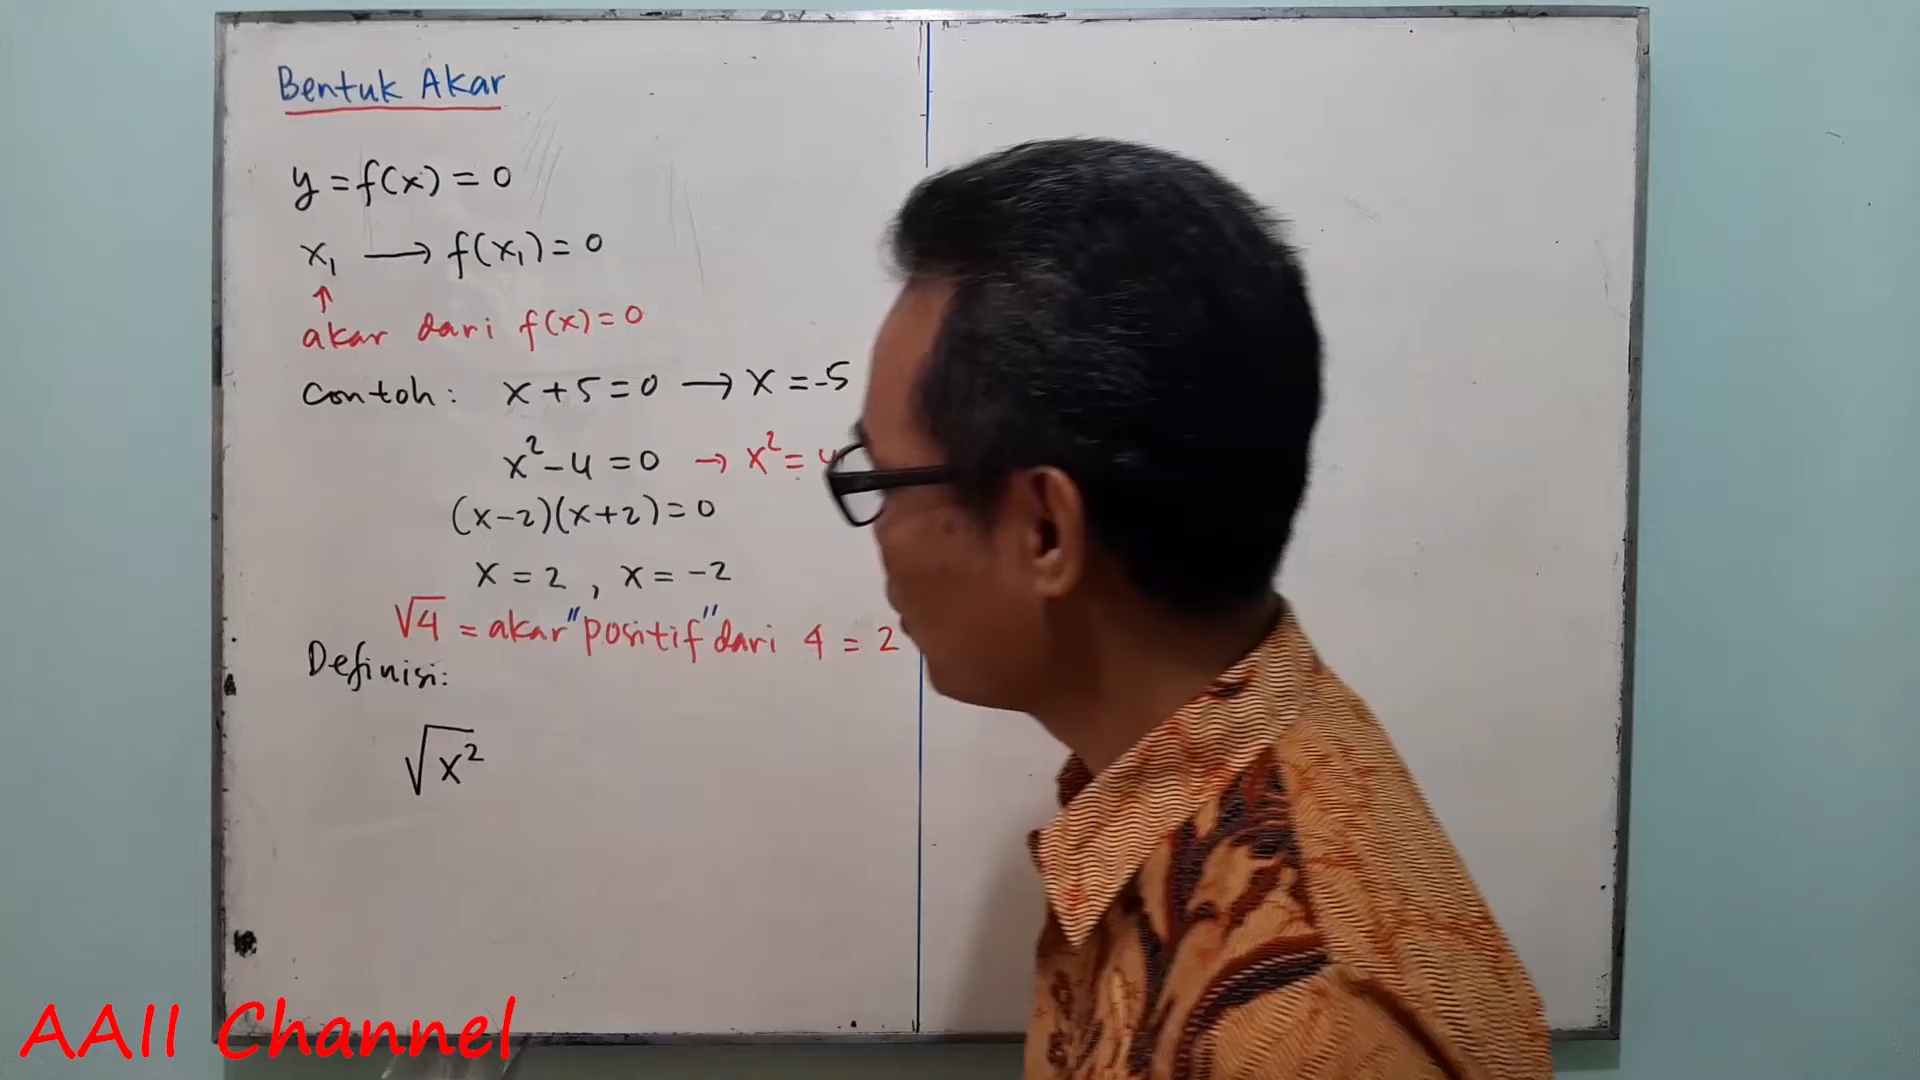 Bentuk Akar
y = f(x) = 0
x₁ → f(x₁) = 0
↑
akar dari f(x) = 0
Contoh: x + 5 = 0 → x = -5
x² - 4 = 0 → x² = 4
(x-2)(x+2) = 0
x = 2 , x = -2
√4 = akar "positif" dari 4 = 2
Definisi:
√x²
AAII Channel